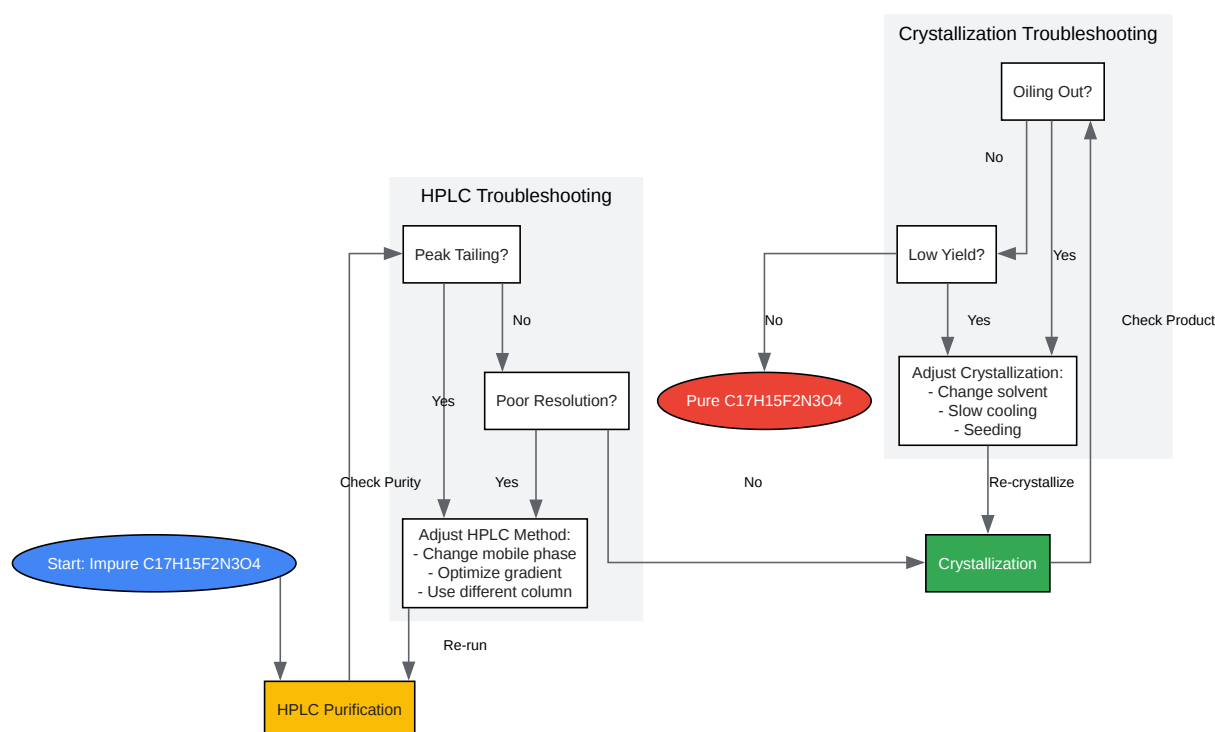 Crystallization Troubleshooting
Oiling Out?
No
HPLC Troubleshooting
Peak Tailing?
Low Yield?
Yes
No
No
Yes
Check Product
Adjust Crystallization:
- Change solvent
- Slow cooling
- Seeding
Yes
Poor Resolution?
Pure C17H15F2N3O4
Check Purity
Yes
No
Re-crystallize
Adjust HPLC Method:
- Change mobile phase
- Optimize gradient
- Use different column
Start: Impure C17H15F2N3O4
Crystallization
Re-run
HPLC Purification